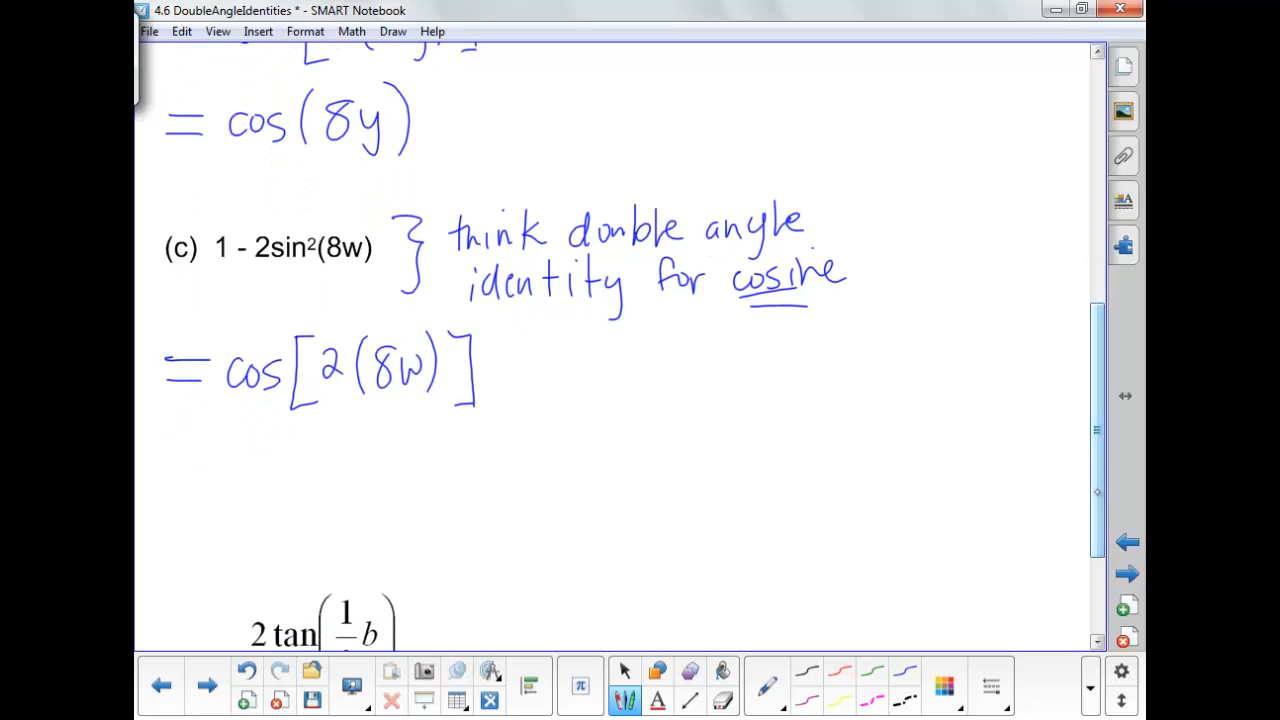 4.6 DoubleAngleIdentities * - SMART Notebook
File Edit View Insert Format Math Draw Help
= cos(8y)
(c) 1 - 2sin²(8w) } think double angle
identity for cosine
= cos[2(8w)]
2 tan(1
b)